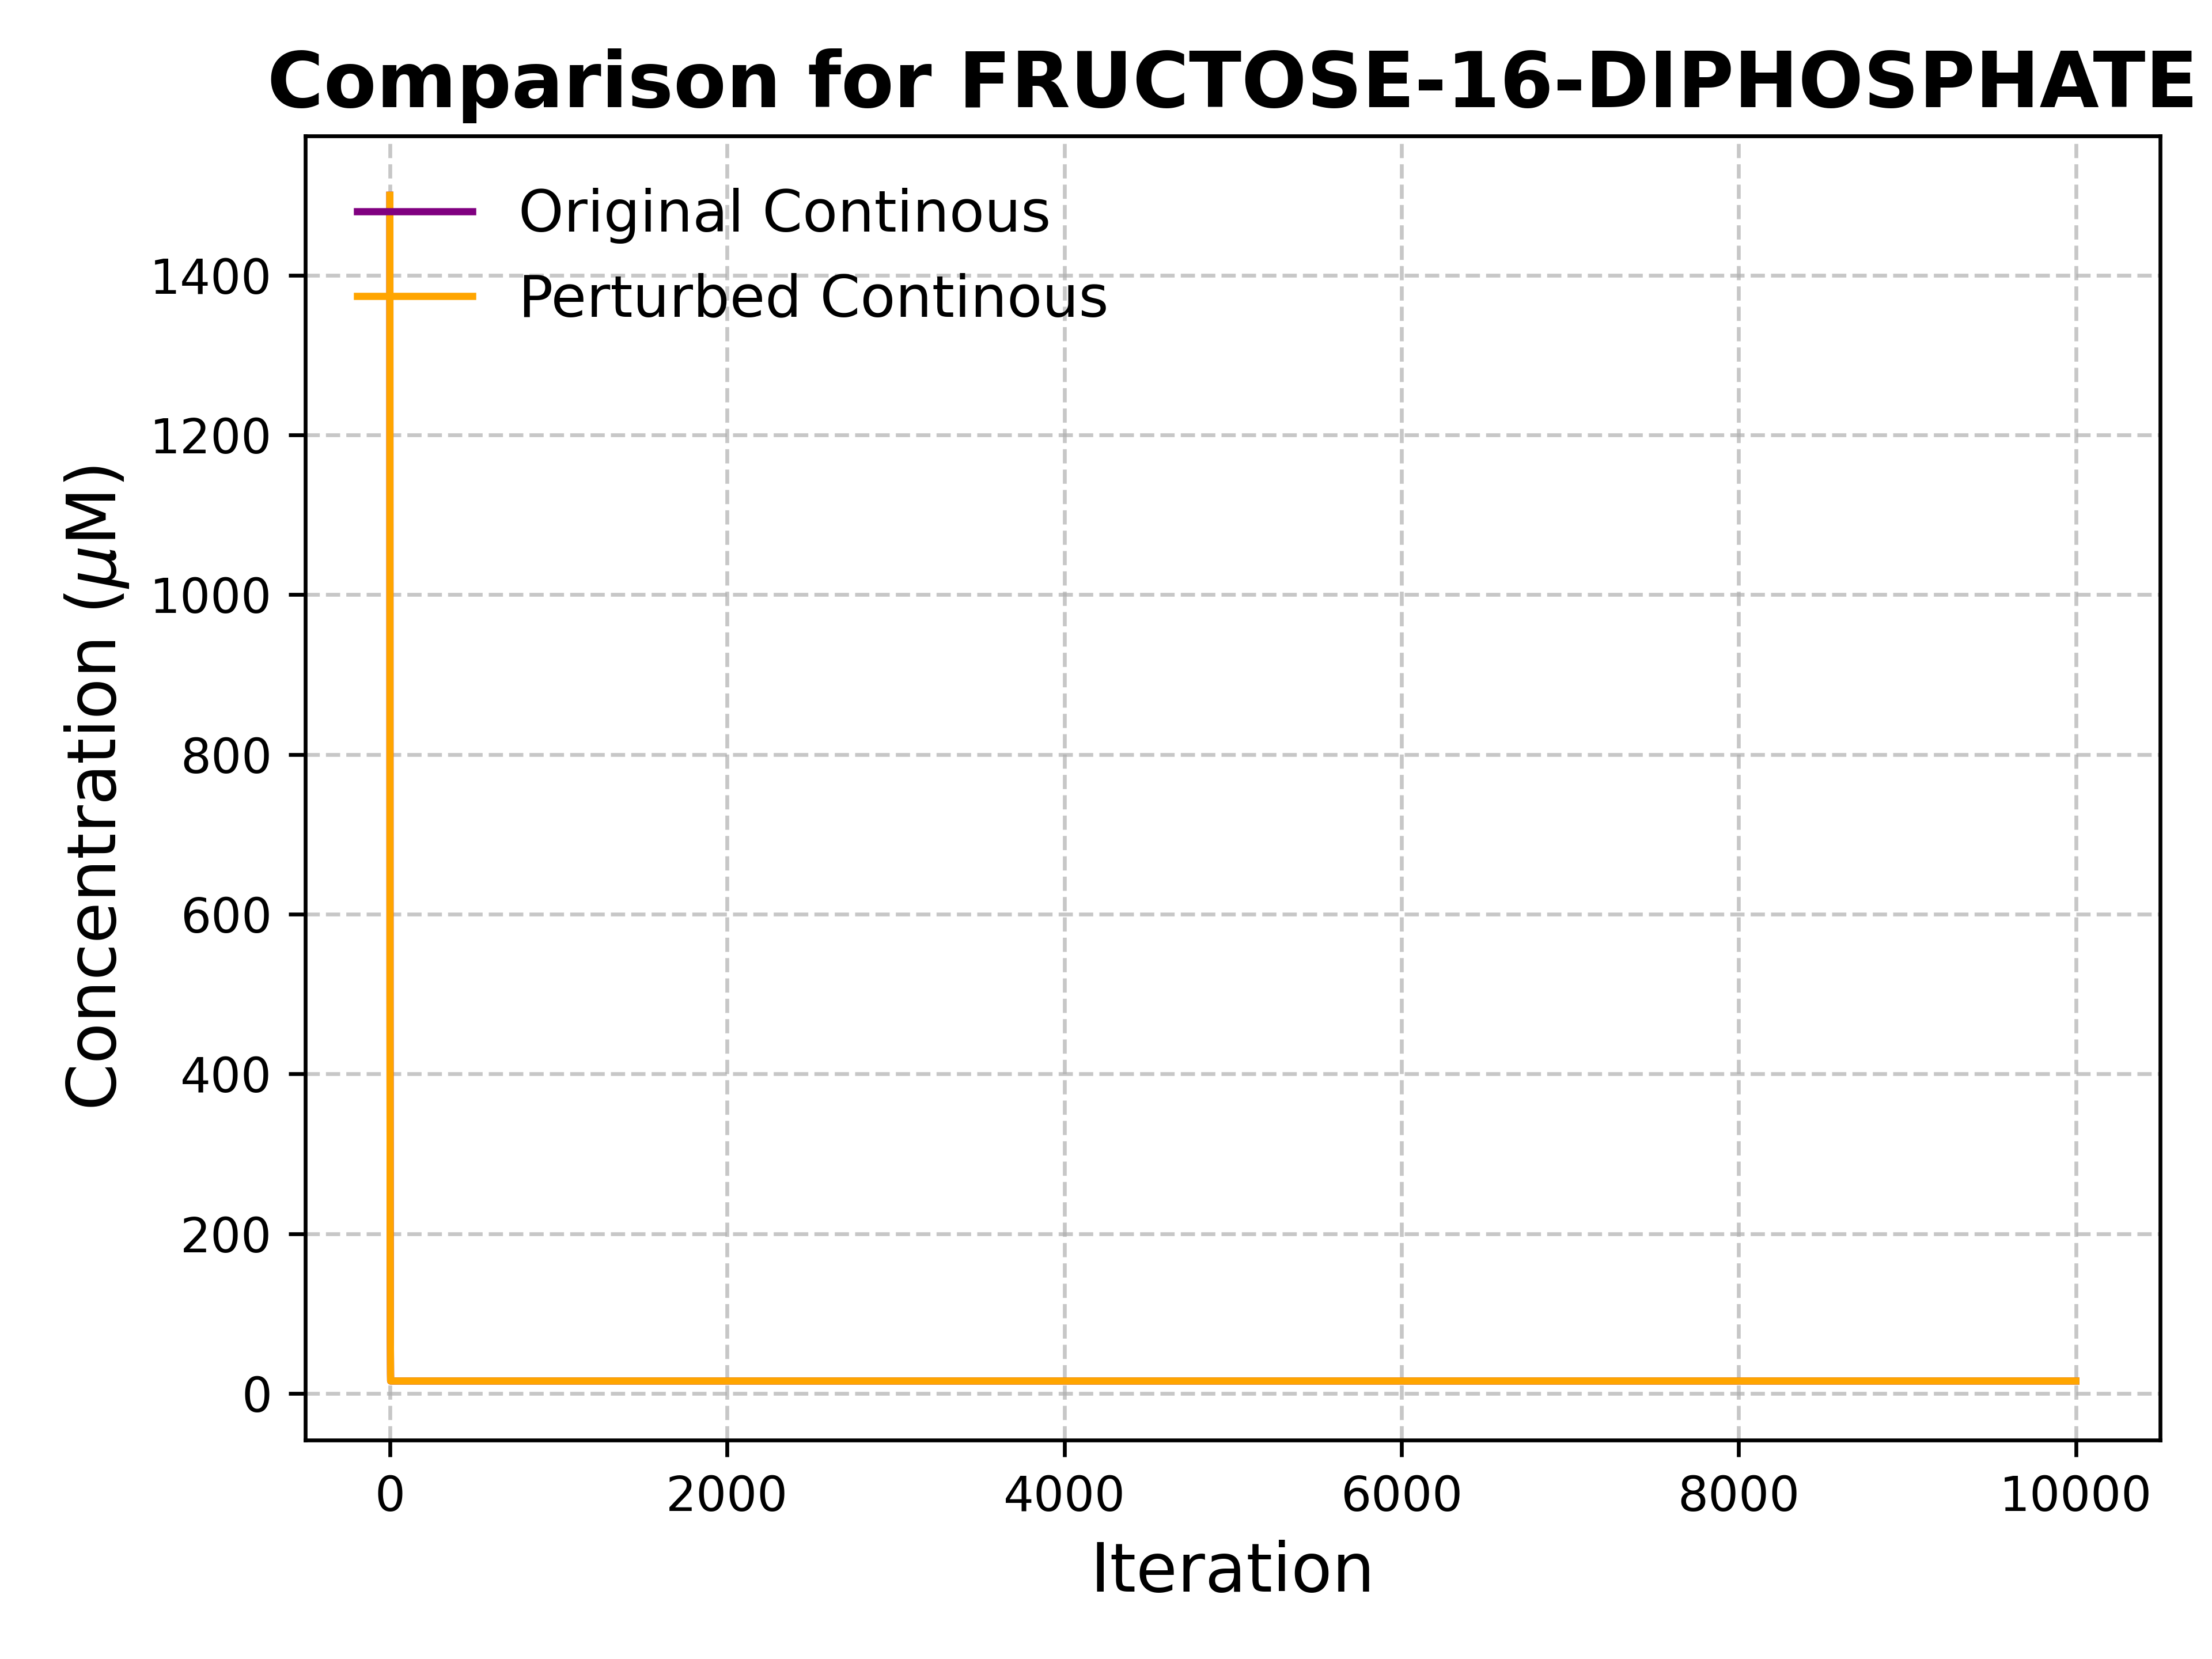 Comparison for FRUCTOSE-16-DIPHOSPHATE
Original Continous
Perturbed Continous
Concentration (μM)
1400
1200
1000
800
600
400
200
0
0 2000 4000 6000 8000 10000
Iteration